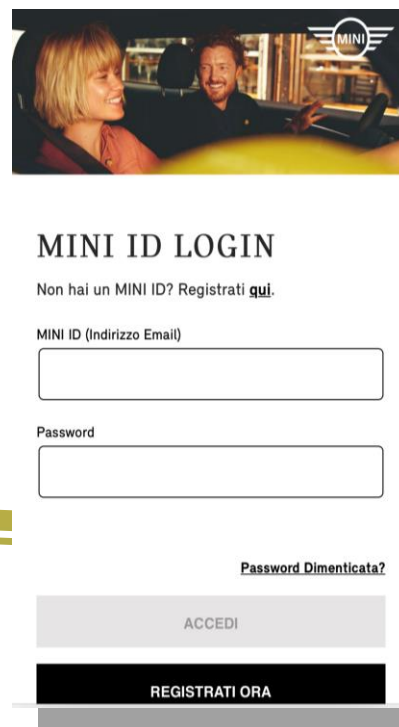 MINI
MINI ID LOGIN
Non hai un MINI ID? Registrati qui.
MINI ID (Indirizzo Email)
Password
Password Dimenticata?
ACCEDI
REGISTRATI ORA